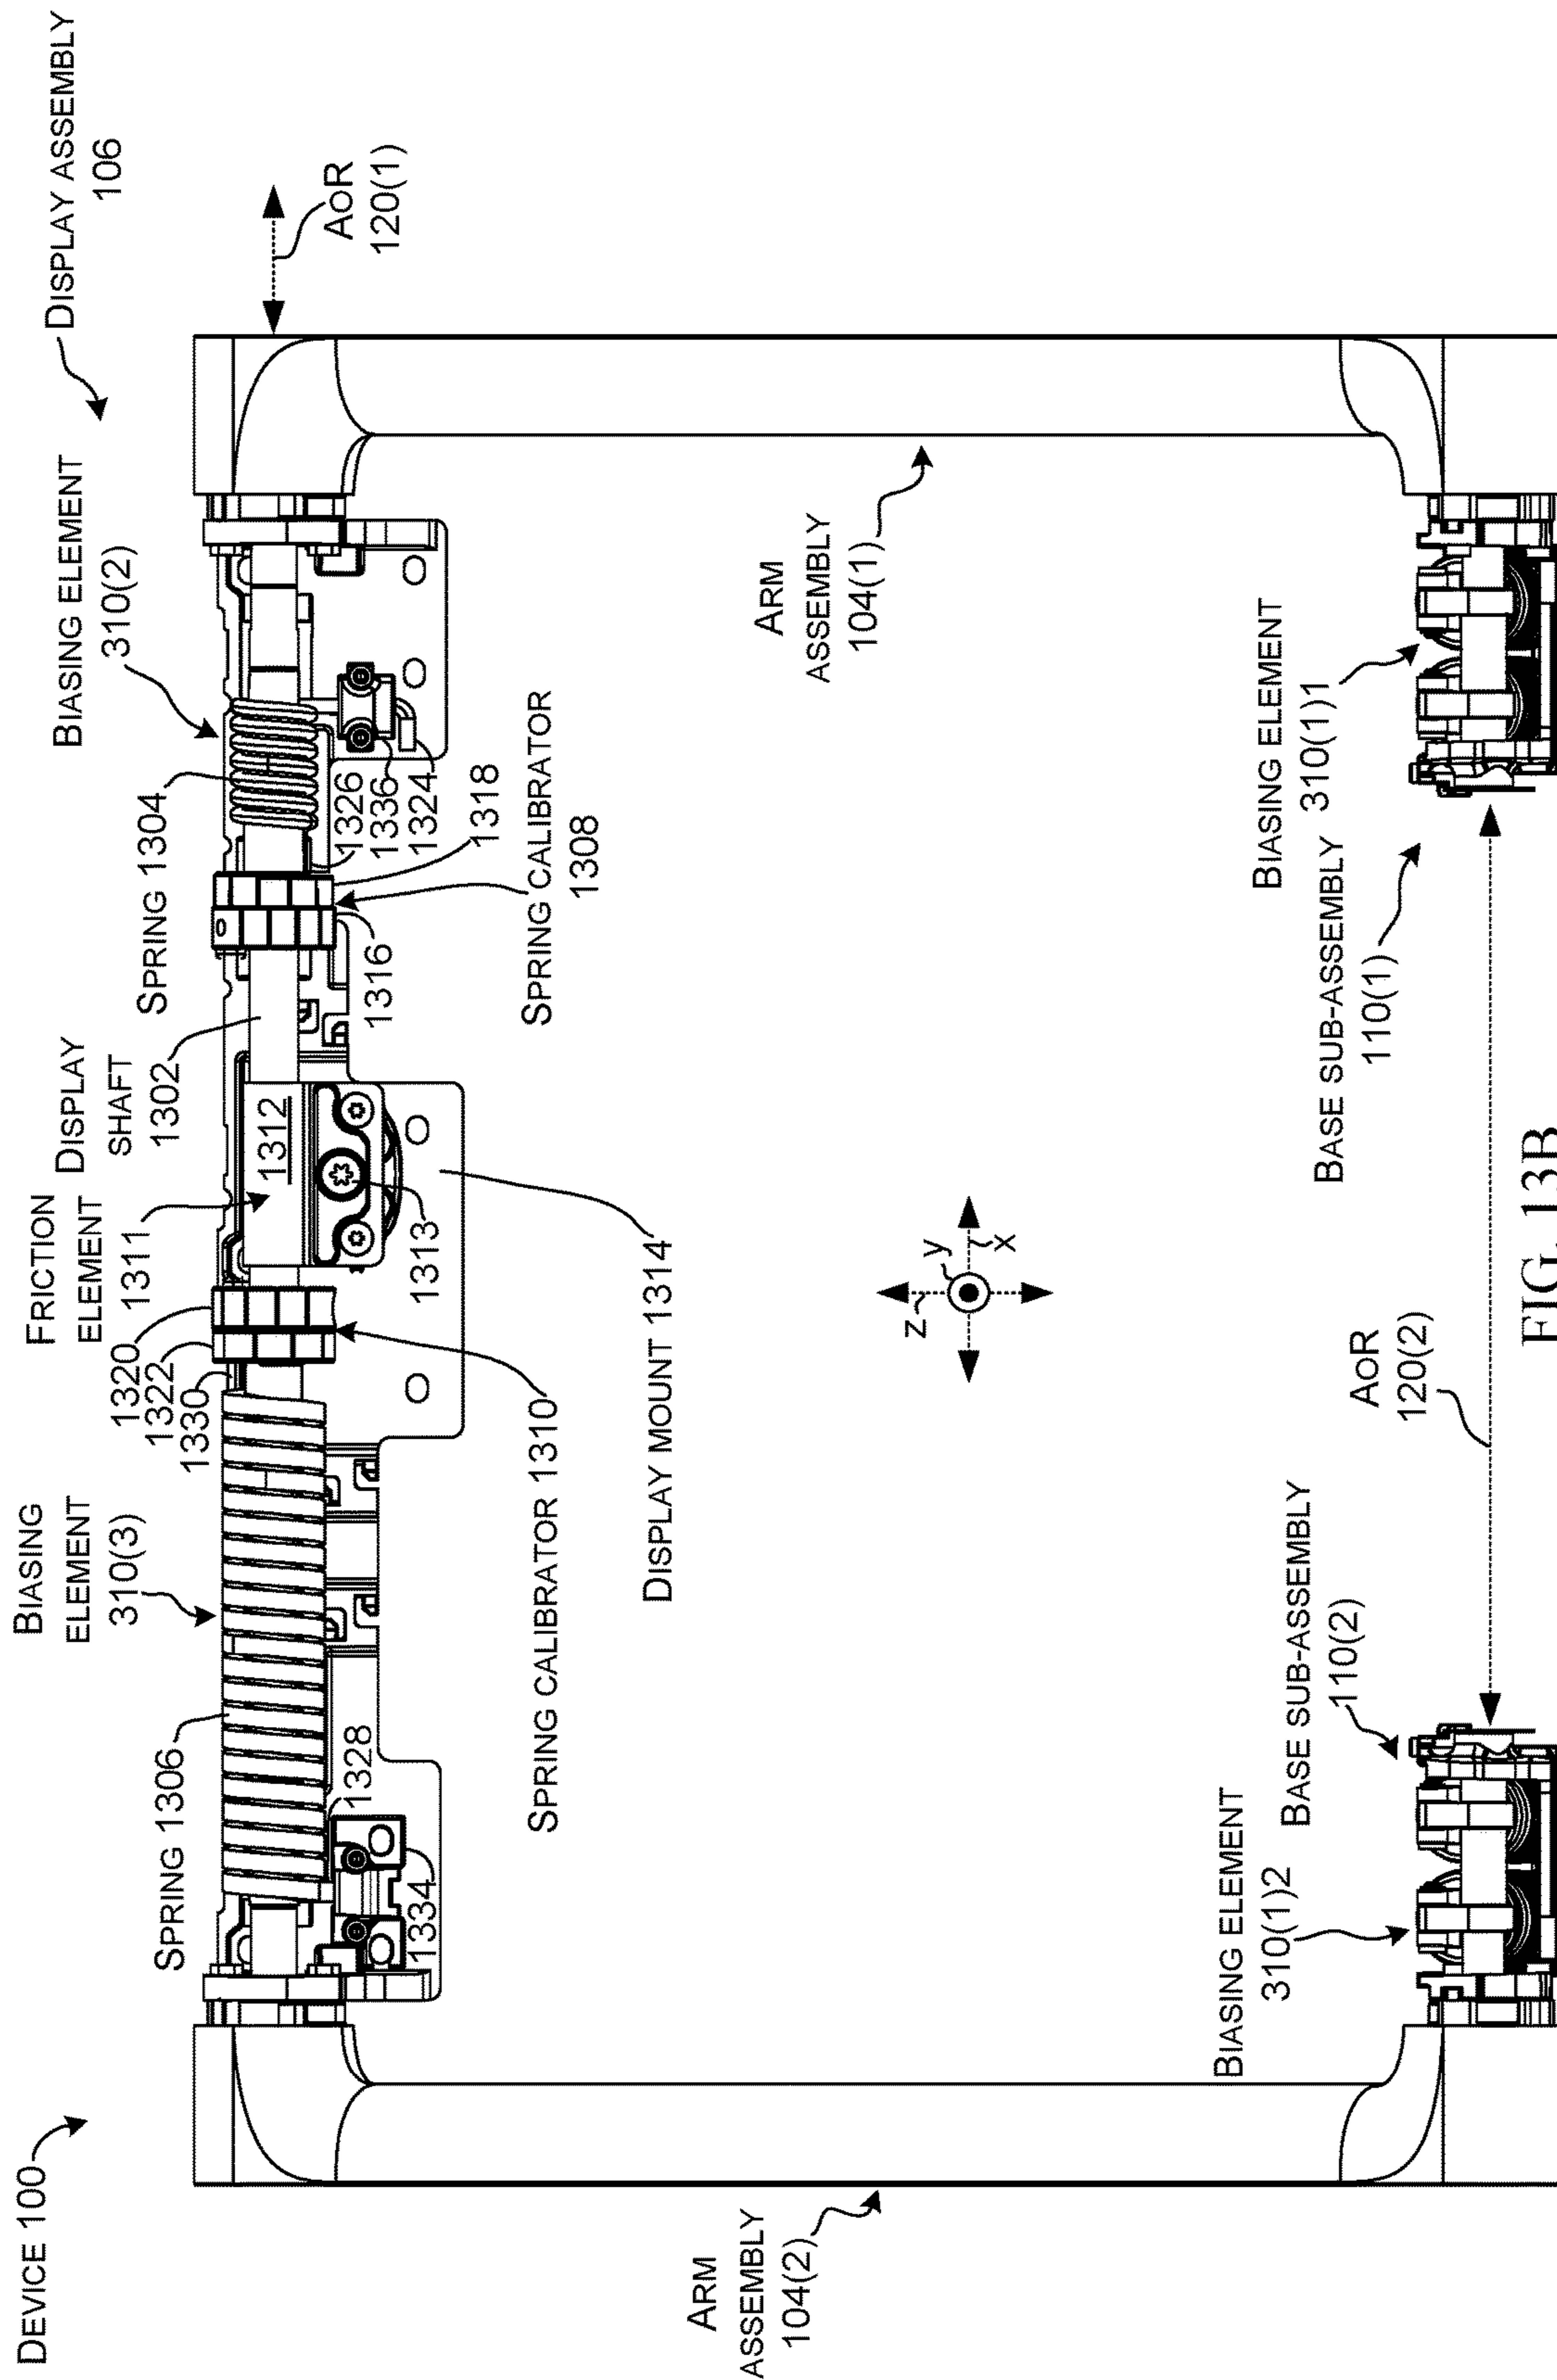 DEVICE 100
DISPLAY ASSEMBLY
106
BIASING
ELEMENT
310(3)
SPRING 1306
1320
1322
1330
FRICTION
ELEMENT
1311
DISPLAY
SHAFT
1302
1312
SPRING 1304
BIASING ELEMENT
310(2)
AOR
120(1)
1328
1334
1313
1316
1326
1336
1324
1318
SPRING CALIBRATOR
1308
SPRING CALIBRATOR 1310
DISPLAY MOUNT 1314
ARM
ASSEMBLY
104(2)
ARM
ASSEMBLY
104(1)
z
y
x
BIASING ELEMENT
310(1)2
BASE SUB-ASSEMBLY
110(2)
AOR
120(2)
BASE SUB-ASSEMBLY
110(1)
BIASING ELEMENT
310(1)1
FIG. 13B